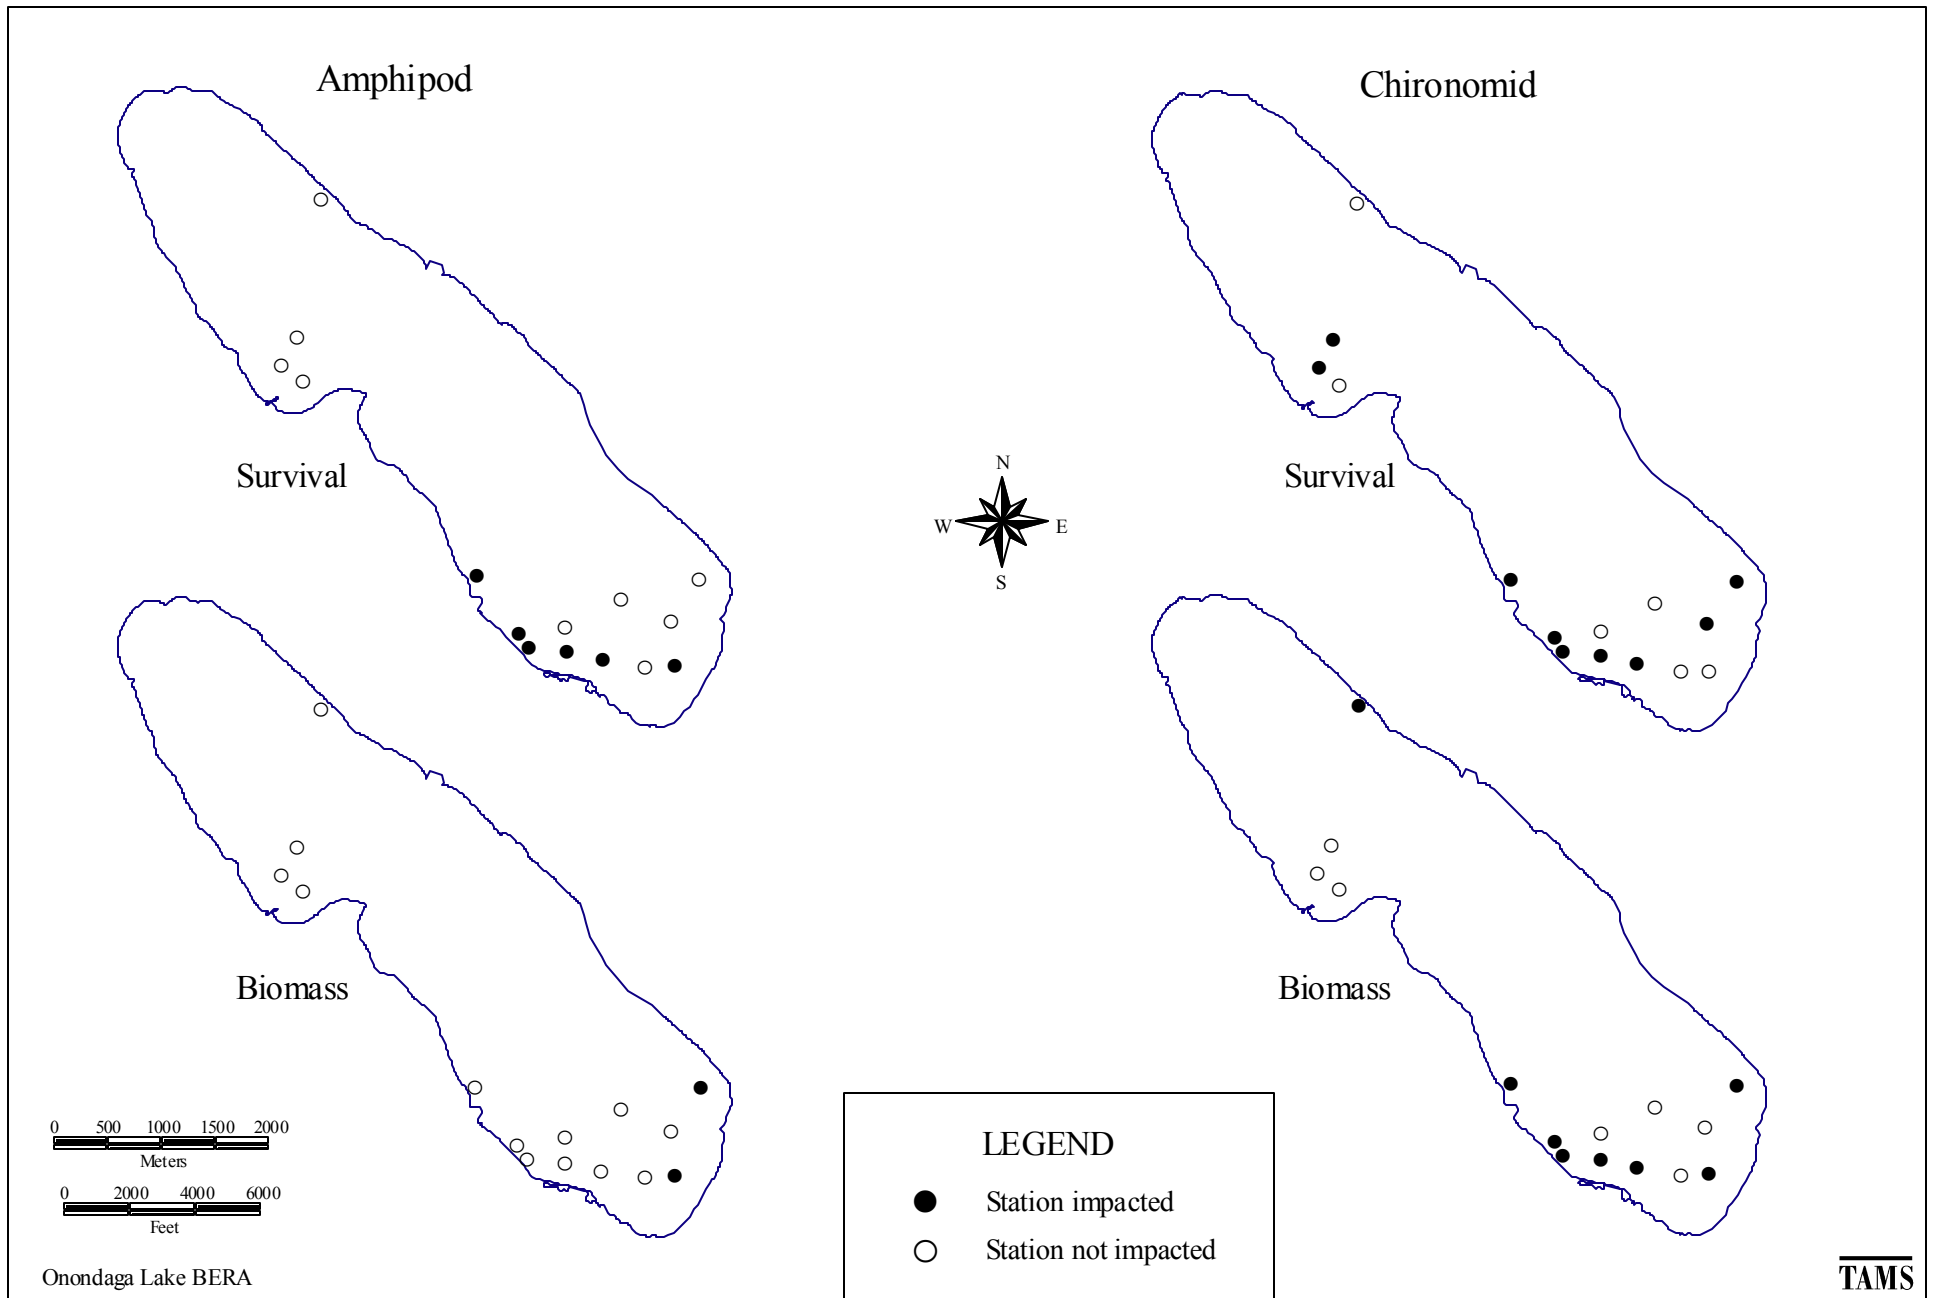 Amphipod
Chironomid
Survival
Survival
N
W
E
S
Biomass
Biomass
0 500 1000 1500 2000
Meters
0 2000 4000 6000
Feet
LEGEND
Station impacted
Station not impacted
Onondaga Lake BERA
TAMS